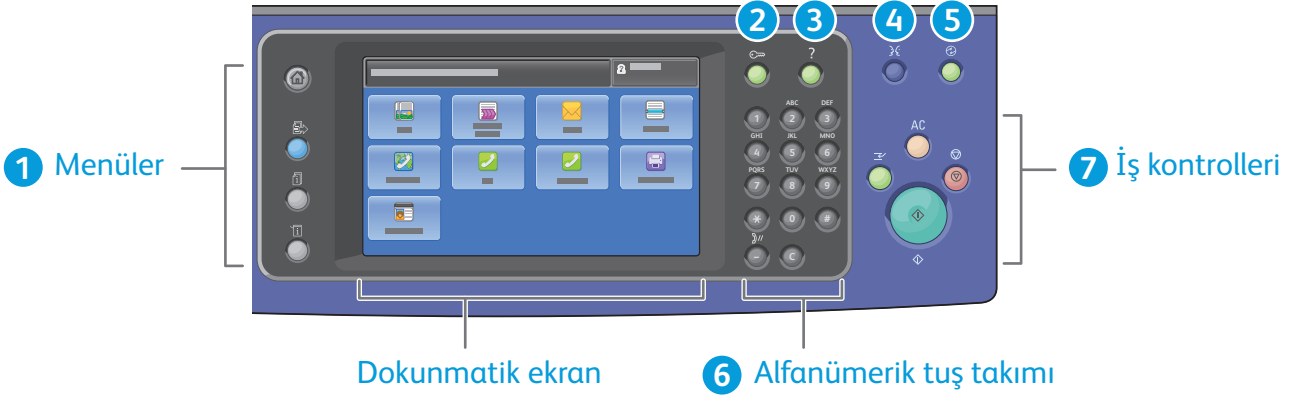 2 3 4 5
?
1 Menüler
ABC DEF
1 2 3
GHI JKL MNO
4 5 6
PQRS TUV WXYZ
7 8 9
* 0 #
- C
AC
7 İş kontrolleri
Dokunmatik ekran
6 Alfanümerik tuş takımı